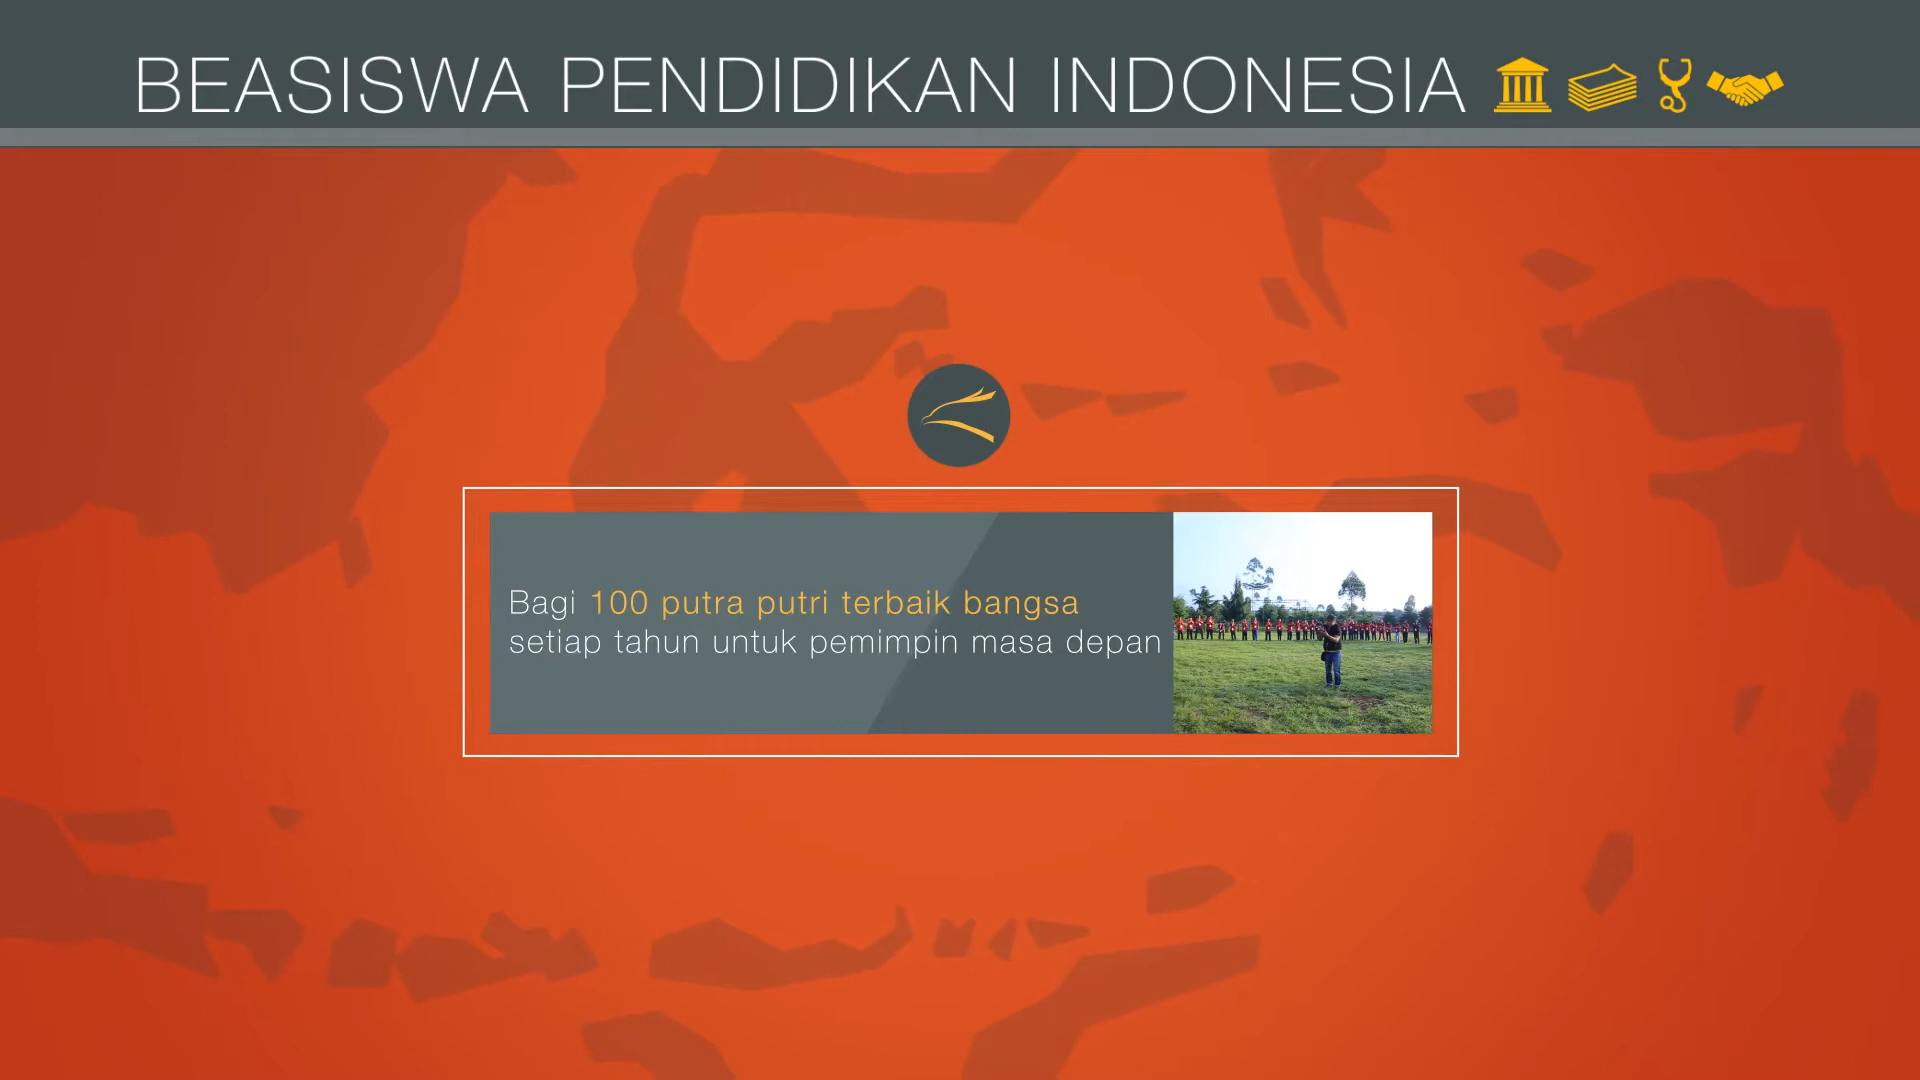 BEASISWA PENDIDIKAN INDONESIA
Bagi 100 putra putri terbaik bangsa
setiap tahun untuk pemimpin masa depan